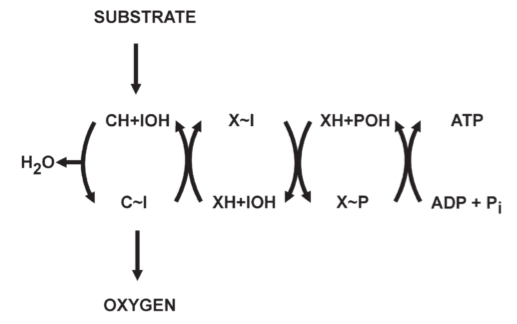 SUBSTRATE
CH+IOH X~I XH+POH ATP
H₂O
C~I XH+IOH X~P ADP + Pᵢ
OXYGEN